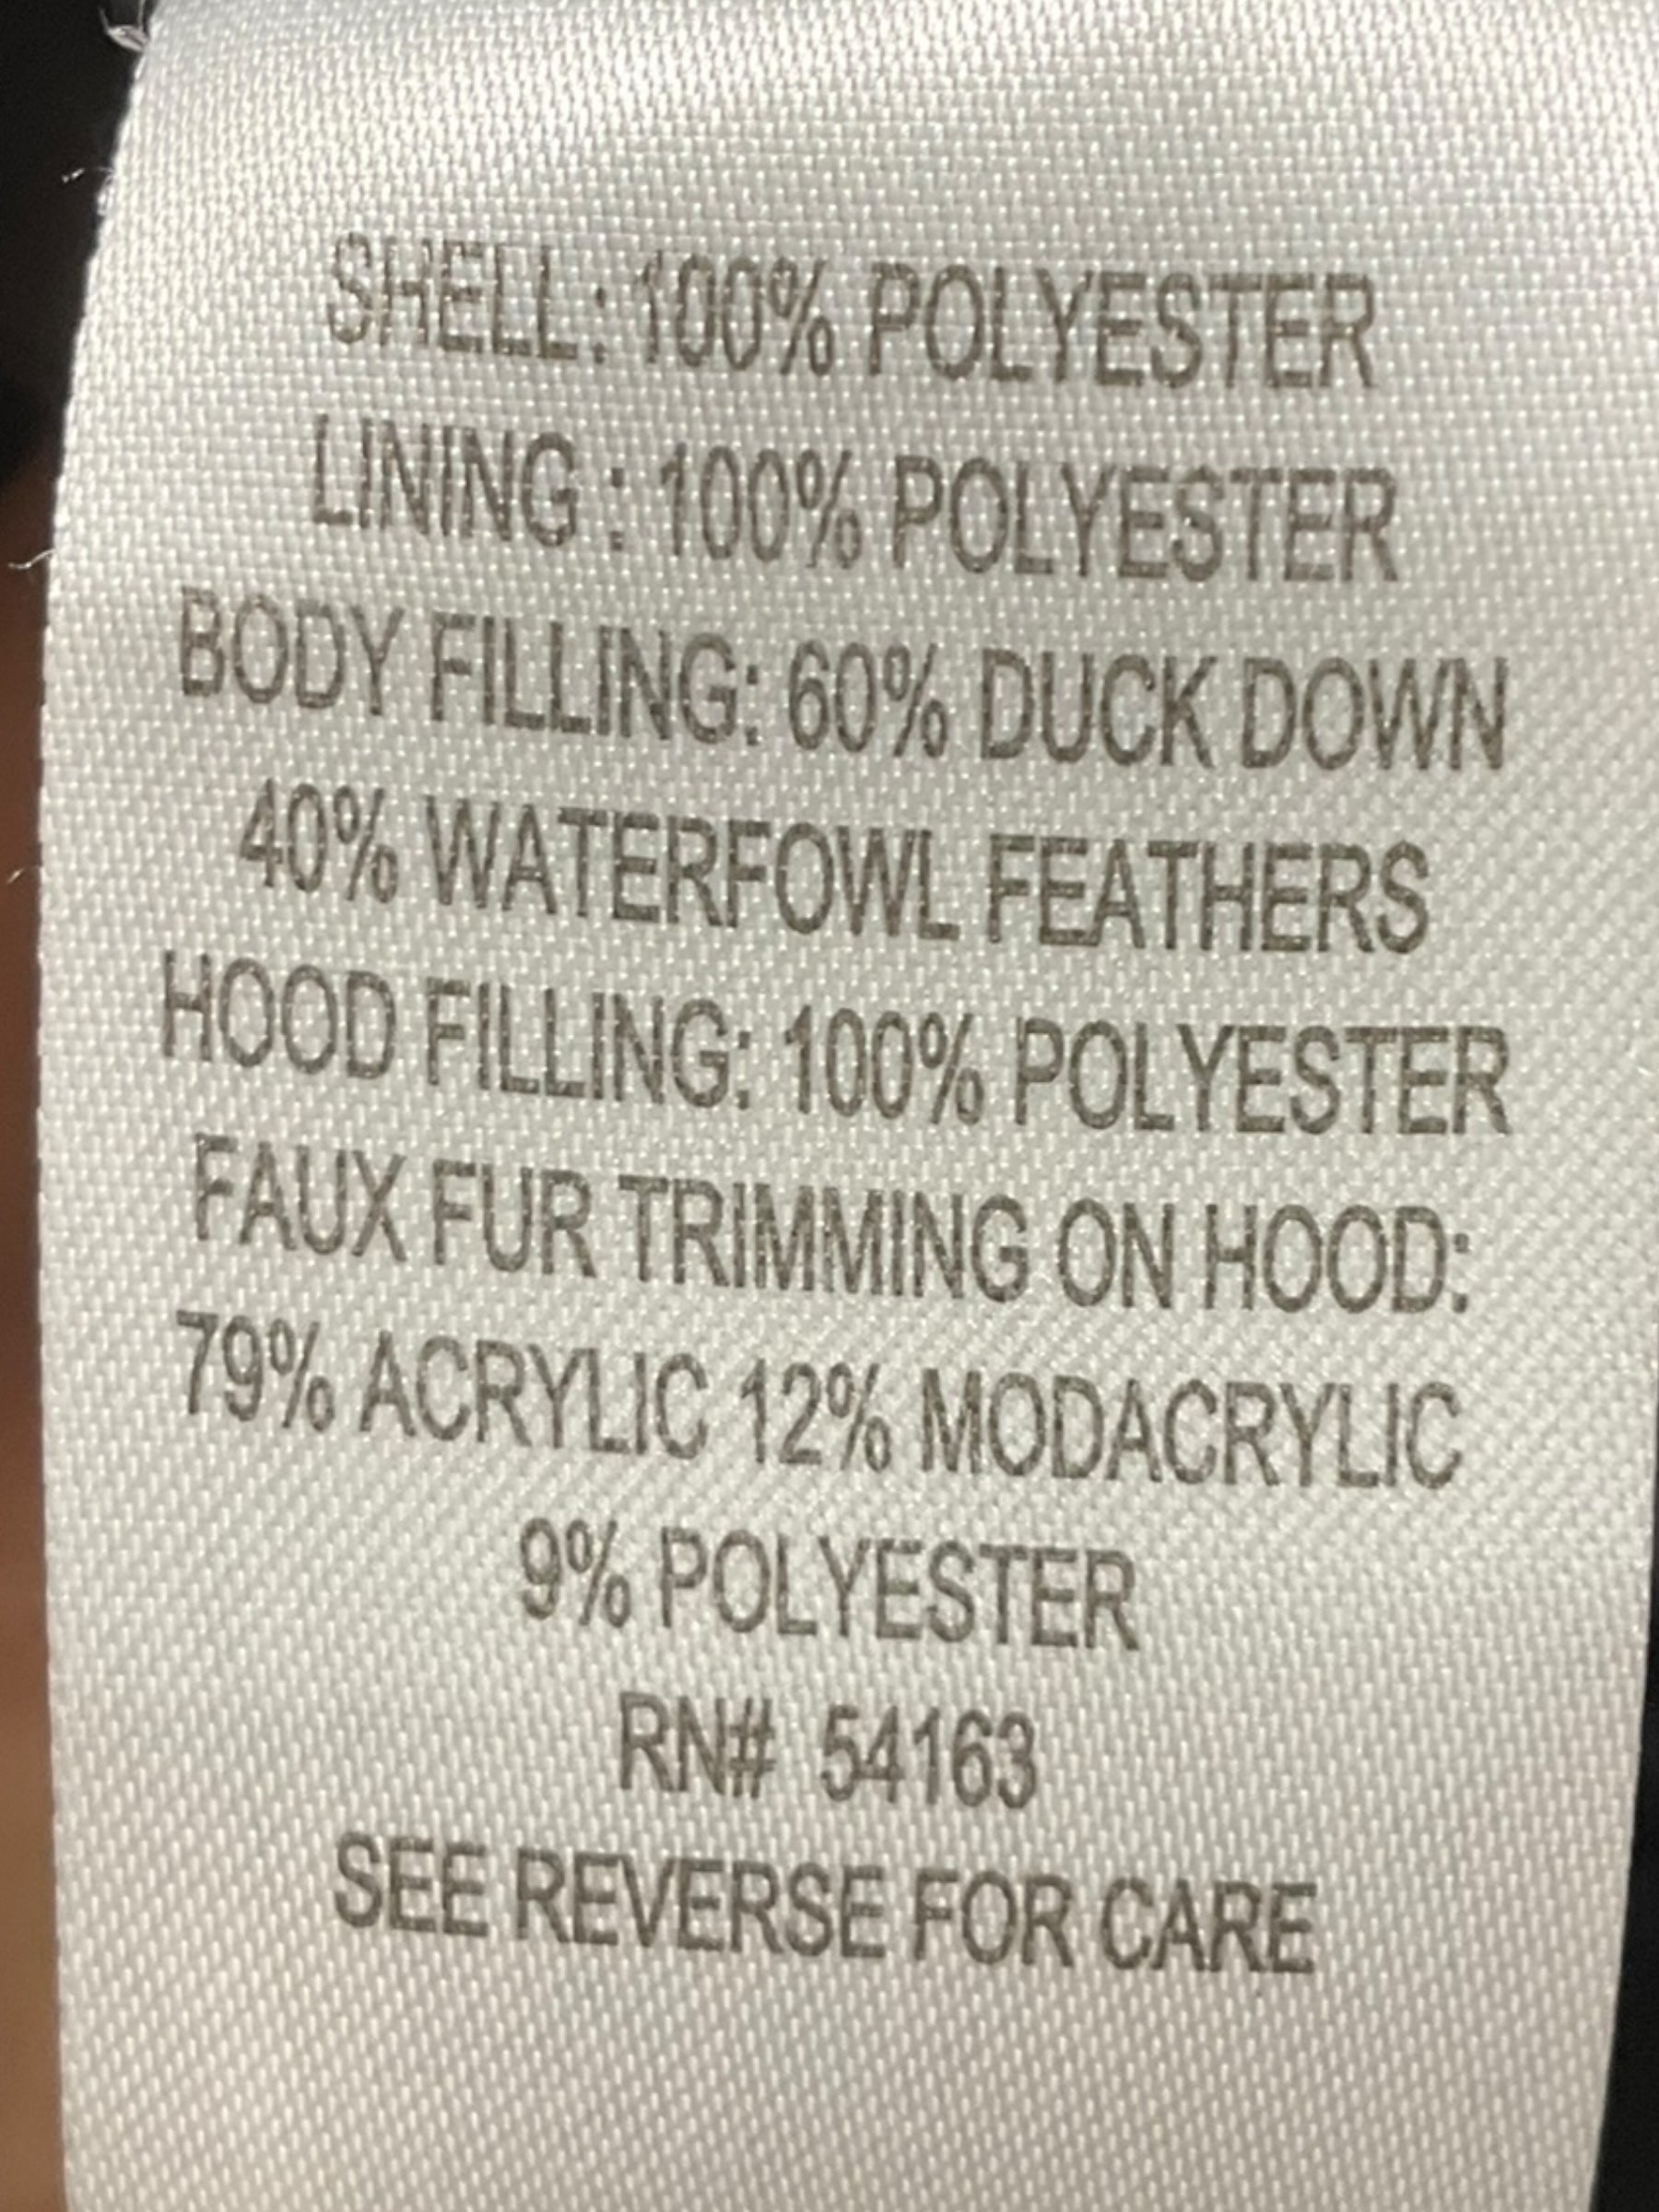 SHELL: 100% POLYESTER
LINING : 100% POLYESTER
BODY FILLING: 60% DUCK DOWN
40% WATERFOWL FEATHERS
HOOD FILLING: 100% POLYESTER
FAUX FUR TRIMMING ON HOOD:
79% ACRYLIC 12% MODACRYLIC
9% POLYESTER
RN# 54163
SEE REVERSE FOR CARE